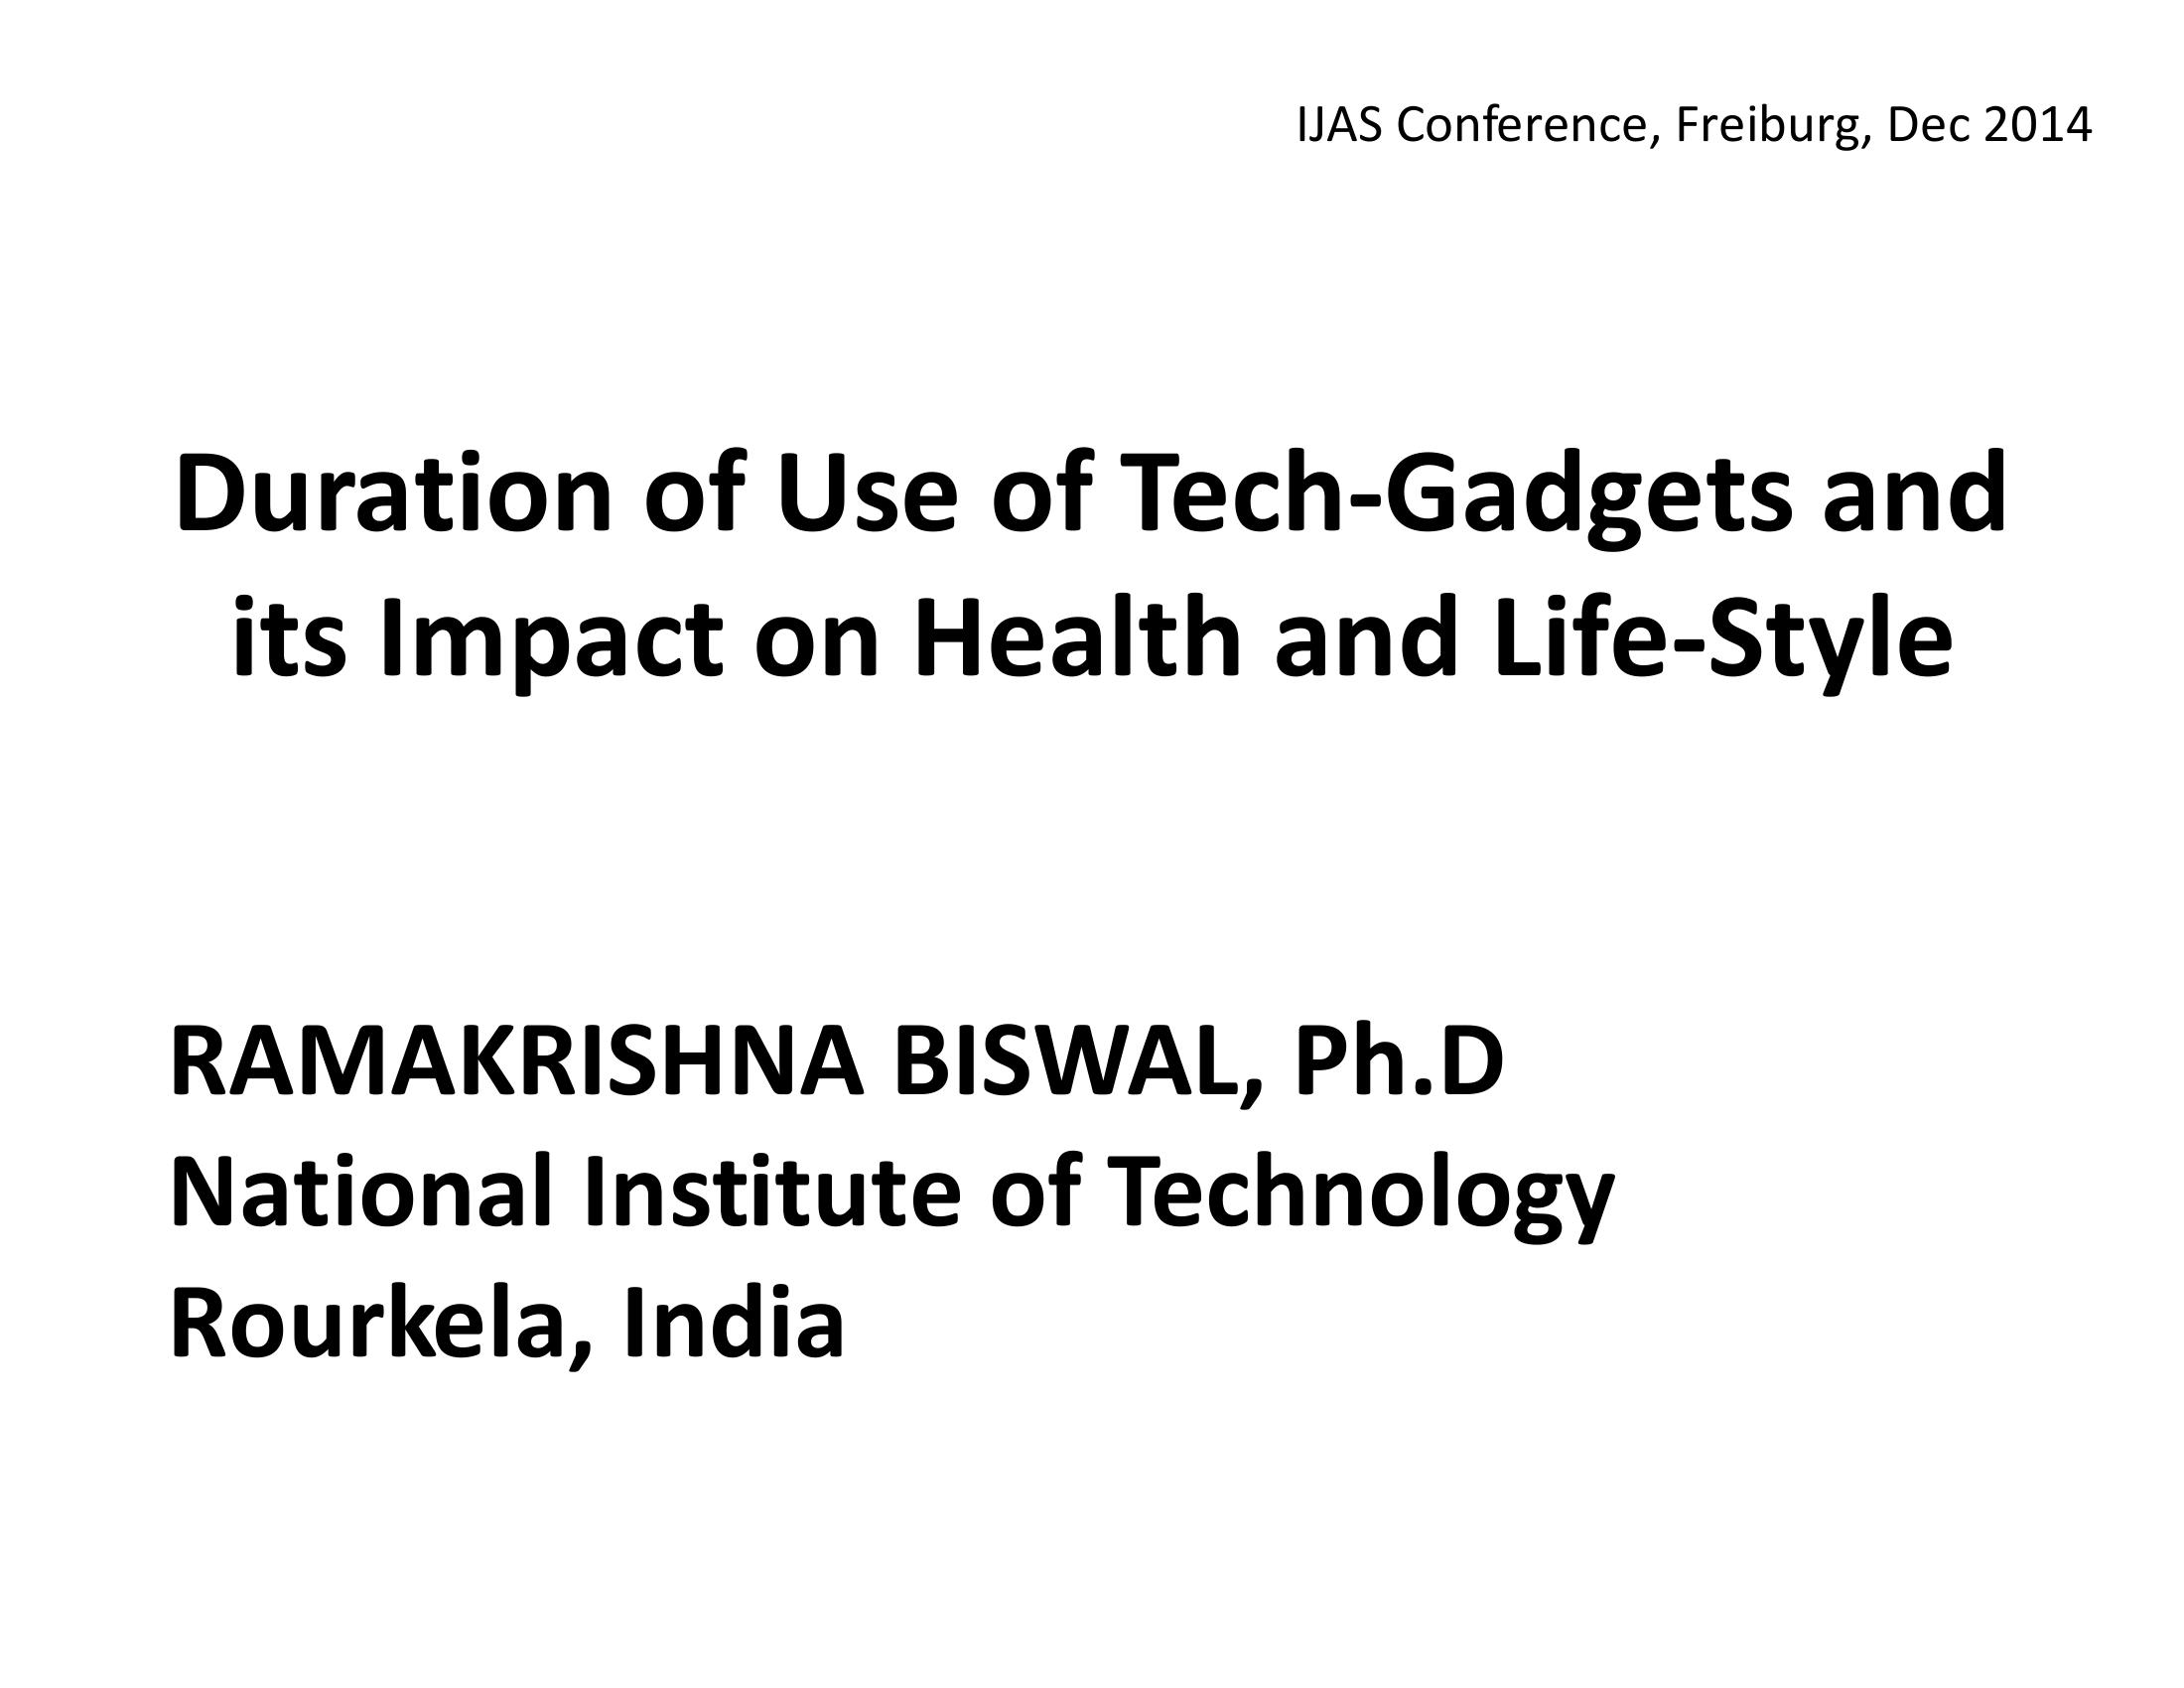 IJAS Conference, Freiburg, Dec 2014
Duration of Use of Tech-Gadgets and
its Impact on Health and Life-Style
RAMAKRISHNA BISWAL, Ph.D
National Institute of Technology
Rourkela, India